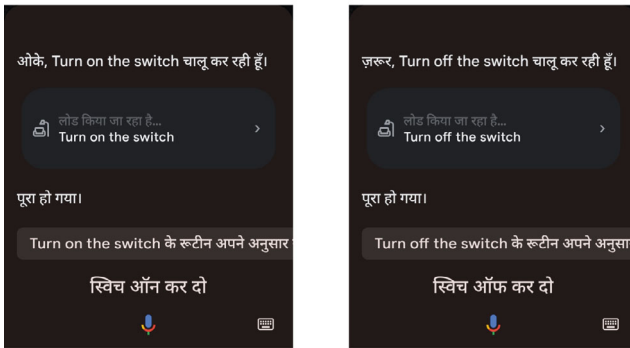 ओके, Turn on the switch चालू कर रही हूँ।
लोड किया जा रहा है...
Turn on the switch
पूरा हो गया।
Turn on the switch के रूटीन अपने अनुसार
स्विच ऑन कर दो
ज़रूर, Turn off the switch चालू कर रही हूँ।
लोड किया जा रहा है...
Turn off the switch
पूरा हो गया।
Turn off the switch के रूटीन अपने
स्विच ऑफ कर दो